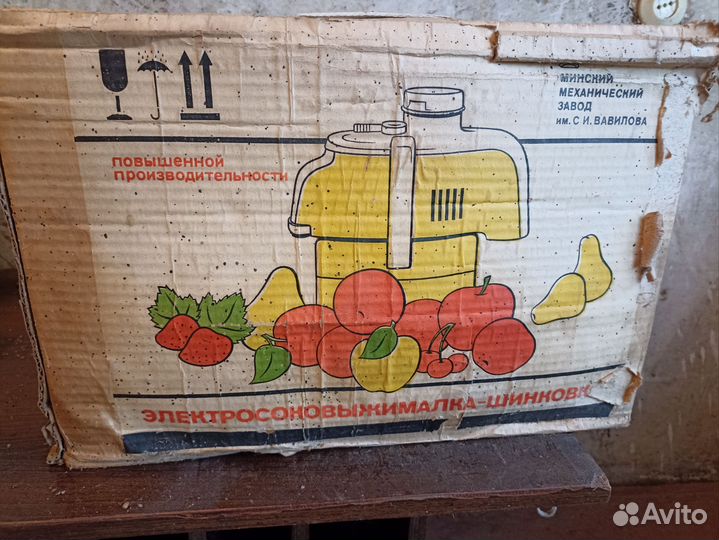 МИНСКИЙ
МЕХАНИЧЕСКИЙ
ЗАВОД
ИМ. С И. ВАВИЛОВА
ПОВЫШЕННОЙ
ПРОИЗВОДИТЕЛЬНОСТИ
ЭЛЕКТРОСОКОВЫЖИМАЛКА-ШИНКОВК
Avito